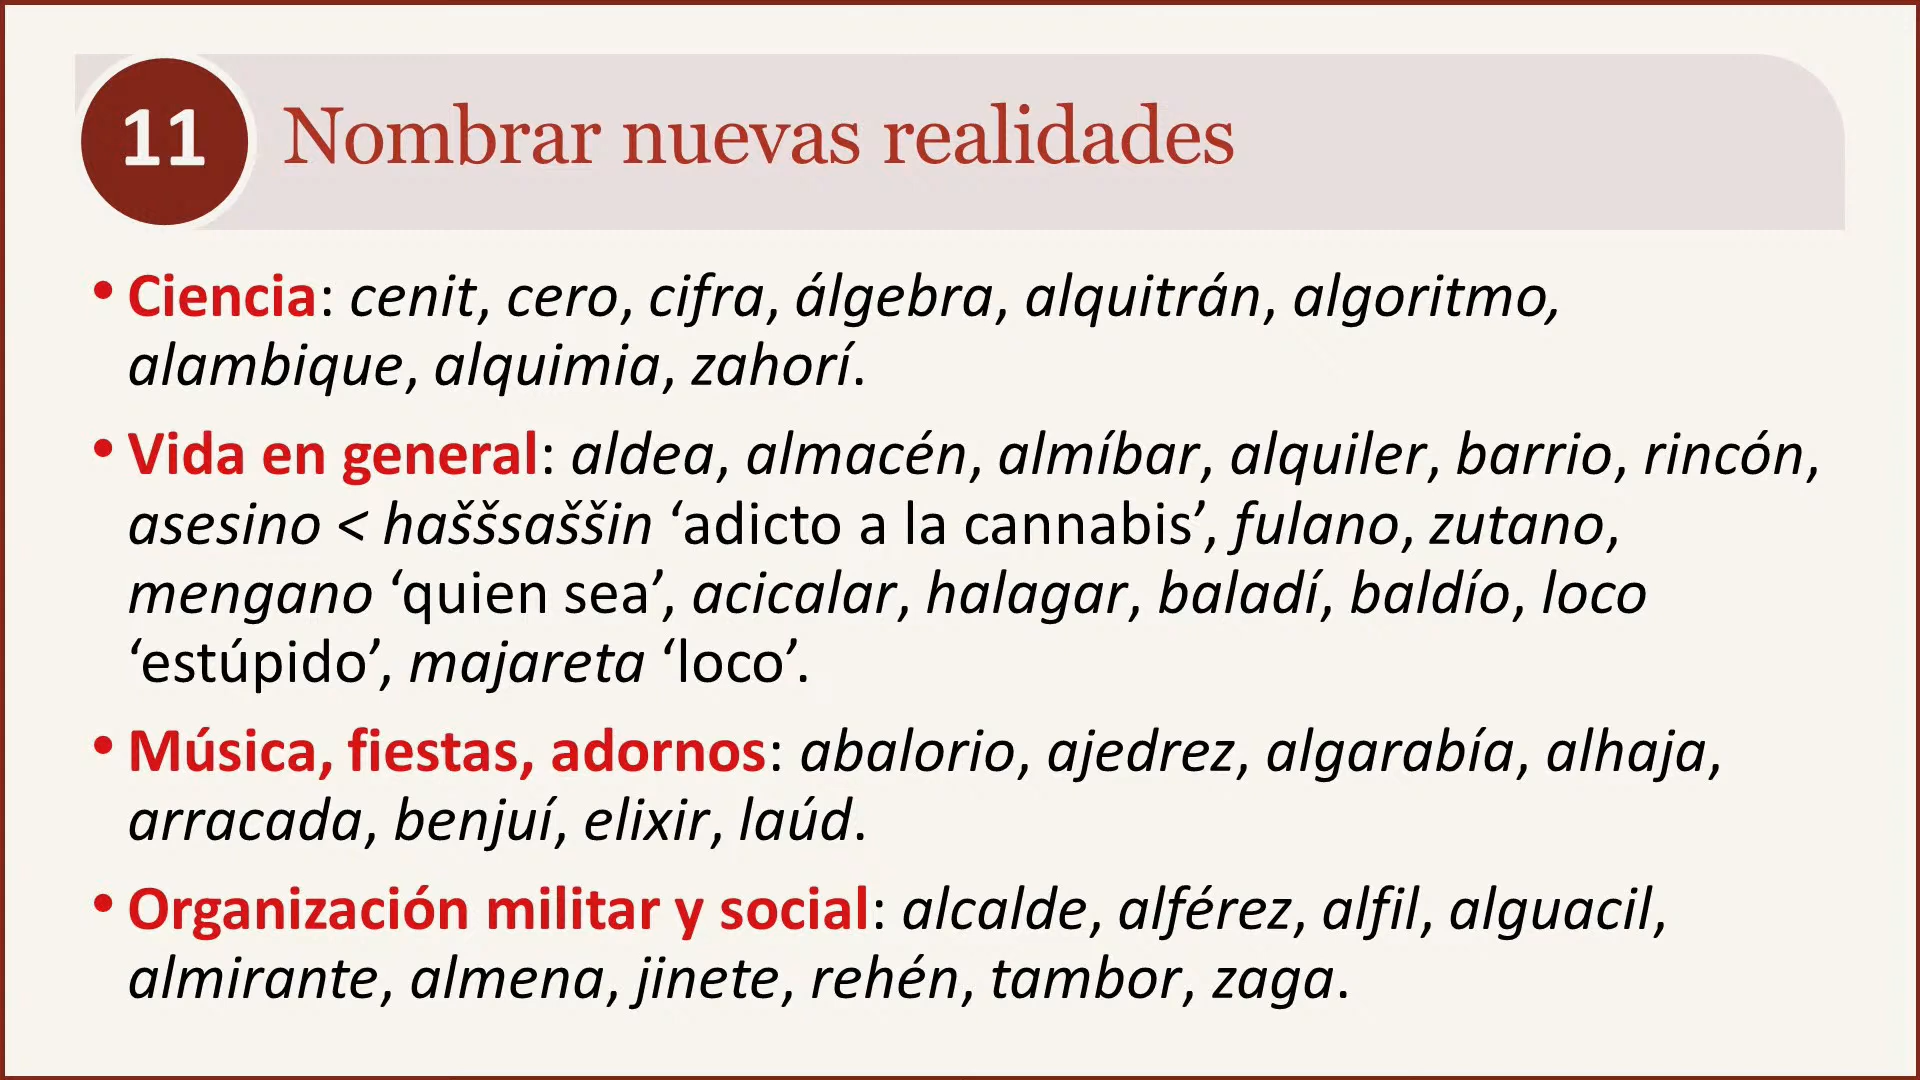 11 Nombrar nuevas realidades
• Ciencia: cenit, cero, cifra, álgebra, alquitrán, algoritmo,
alambique, alquimia, zahorí.
• Vida en general: aldea, almacén, almíbar, alquiler, barrio, rincón,
asesino < haššsaššin ‘adicto a la cannabis’, fulano, zutano,
mengano ‘quien sea’, acicalar, halagar, baladí, baldío, loco
‘estúpido’, majareta ‘loco’.
• Música, fiestas, adornos: abalorio, ajedrez, algarabía, alhaja,
arracada, benjuí, elixir, laúd.
• Organización militar y social: alcalde, alférez, alfil, alguacil,
almirante, almena, jinete, rehén, tambor, zaga.